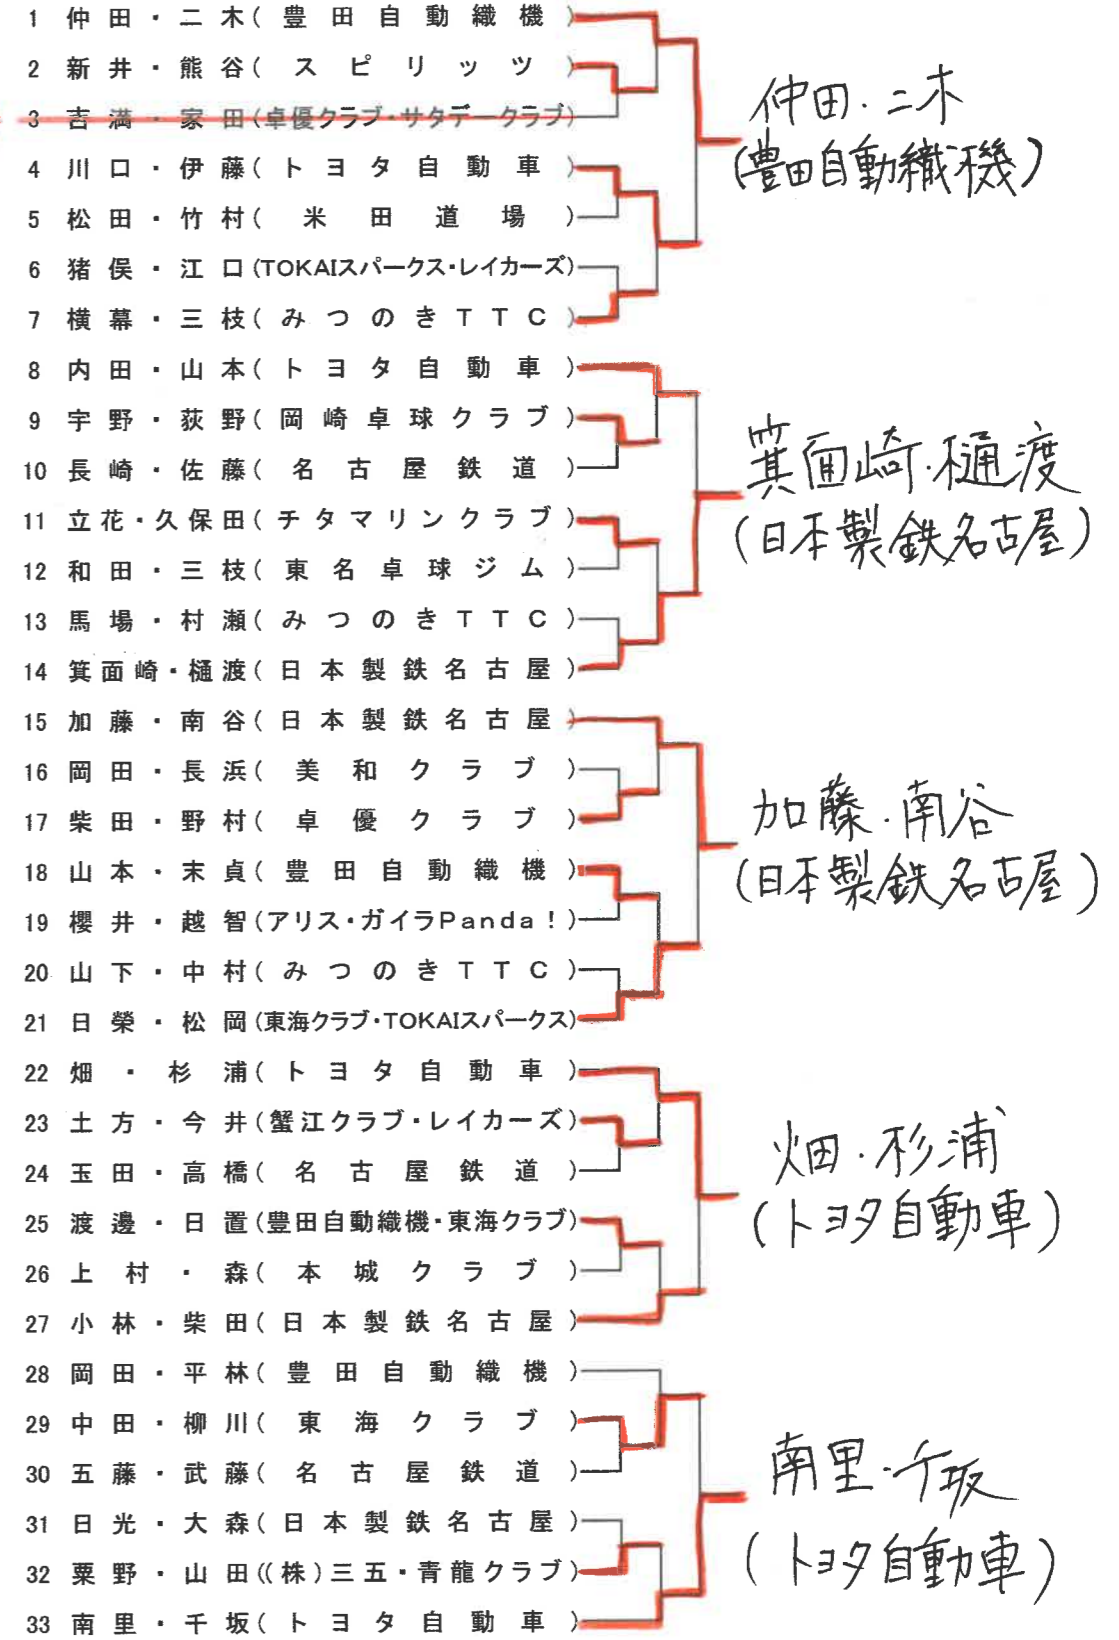 1 仲田・二木(豊田自動織機)
2 新井・熊谷(スピリッツ)
3 吉満・家田(卓優クラブ・サタデークラブ)
4 川口・伊藤(トヨタ自動車)
5 松田・竹村(米田道場)
6 猪俣・江口(TOKAIスパークス・レイカーズ)
7 横幕・三枝(みつのきTTC)
仲田・二木
(豊田自動織機)
8 内田・山本(トヨタ自動車)
9 宇野・荻野(岡崎卓球クラブ)
10 長崎・佐藤(名古屋鉄道)
11 立花・久保田(チタマリンクラブ)
12 和田・三枝(東名卓球ジム)
13 馬場・村瀬(みつのきTTC)
14 箕面崎・樋渡(日本製鉄名古屋)
箕面崎・樋渡
(日本製鉄名古屋)
15 加藤・南谷(日本製鉄名古屋)
16 岡田・長浜(美和クラブ)
17 柴田・野村(卓優クラブ)
18 山本・末貞(豊田自動織機)
19 櫻井・越智(アリス・ガイラPanda!)
20 山下・中村(みつのきTTC)
21 日榮・松岡(東海クラブ・TOKAIスパークス)
加藤・南谷
(日本製鉄名古屋)
22 畑・杉浦(トヨタ自動車)
23 土方・今井(蟹江クラブ・レイカーズ)
24 玉田・高橋(名古屋鉄道)
25 渡邊・日置(豊田自動織機・東海クラブ)
26 上村・森(本城クラブ)
27 小林・柴田(日本製鉄名古屋)
畑・杉浦
(トヨタ自動車)
28 岡田・平林(豊田自動織機)
29 中田・柳川(東海クラブ)
30 五藤・武藤(名古屋鉄道)
31 日光・大森(日本製鉄名古屋)
32 粟野・山田((株)三五・青龍クラブ)
33 南里・千坂(トヨタ自動車)
南里・千坂
(トヨタ自動車)